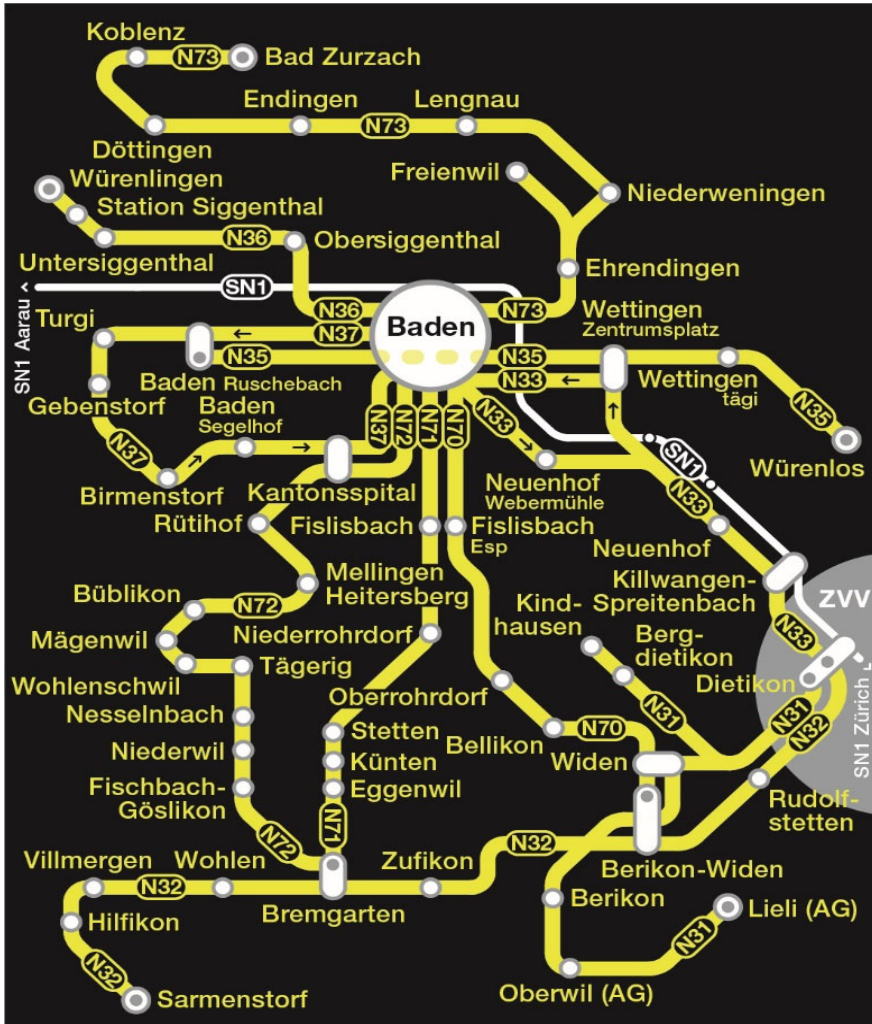 Koblenz
N73
Bad Zurzach
Endingen
Lengnau
N73
Döttingen
Freienwil
Würenlingen
Niederweningen
Station Siggenthal
N36
Obersiggenthal
Untersiggenthal
Ehrendingen
SN1
SN1 Aarau
N36
N73
Wettingen
Zentrumsplatz
Turgi
←
N37
Baden
N35
N35
N33
←
Baden Ruschebach
Wettingen
tägi
Gebenstorf
Baden
Segelhof
N37
N72
N71
N70
N33
→
↑
N35
N37
→
→
SN1
Birmenstorf
Kantonsspital
Neuenhof
Webermühle
N33
Würenlos
Rütihof
Fislisbach
Fislisbach
Esp
Neuenhof
Mellingen
Heitersberg
Killwangen-
Spreitenbach
ZVV
Büblikon
N72
Kind-
hausen
N33
Mägenwil
Niederrohrdorf
Berg-
dietikon
Dietikon
Wohlenschwil
Tägerig
Oberrohrdorf
N31
N31
N32
SN1 Zürich
Nesselnbach
Stetten
Bellikon
N70
Niederwil
Künten
Widen
Fischbach-
Göslikon
Eggenwil
Rudolf-
stetten
N72
N71
N32
Villmergen
Wohlen
Zufikon
Berikon-Widen
N32
Bremgarten
Berikon
Lieli (AG)
Hilfikon
N31
N32
Sarmenstorf
Oberwil (AG)